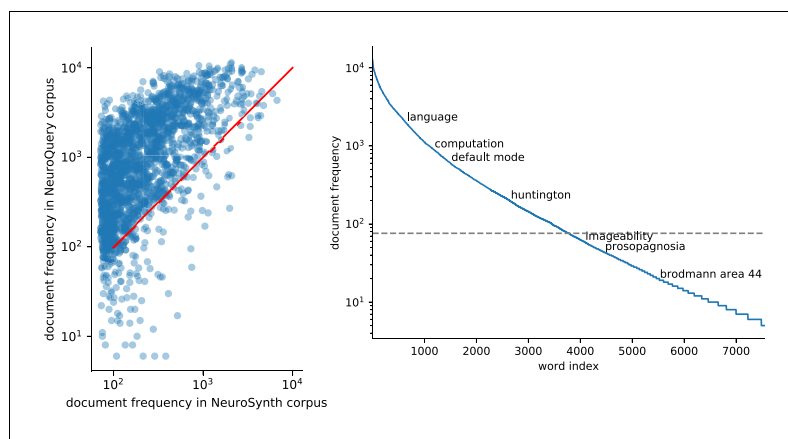 document frequency in NeuroQuery corpus
10⁴
10³
10²
10¹
10² 10³ 10⁴
document frequency in NeuroSynth corpus
document frequency
10⁴
10³
10²
10¹
language
computation
default mode
huntington
imageability
prosopagnosia
brodmann area 44
1000 2000 3000 4000 5000 6000 7000
word index